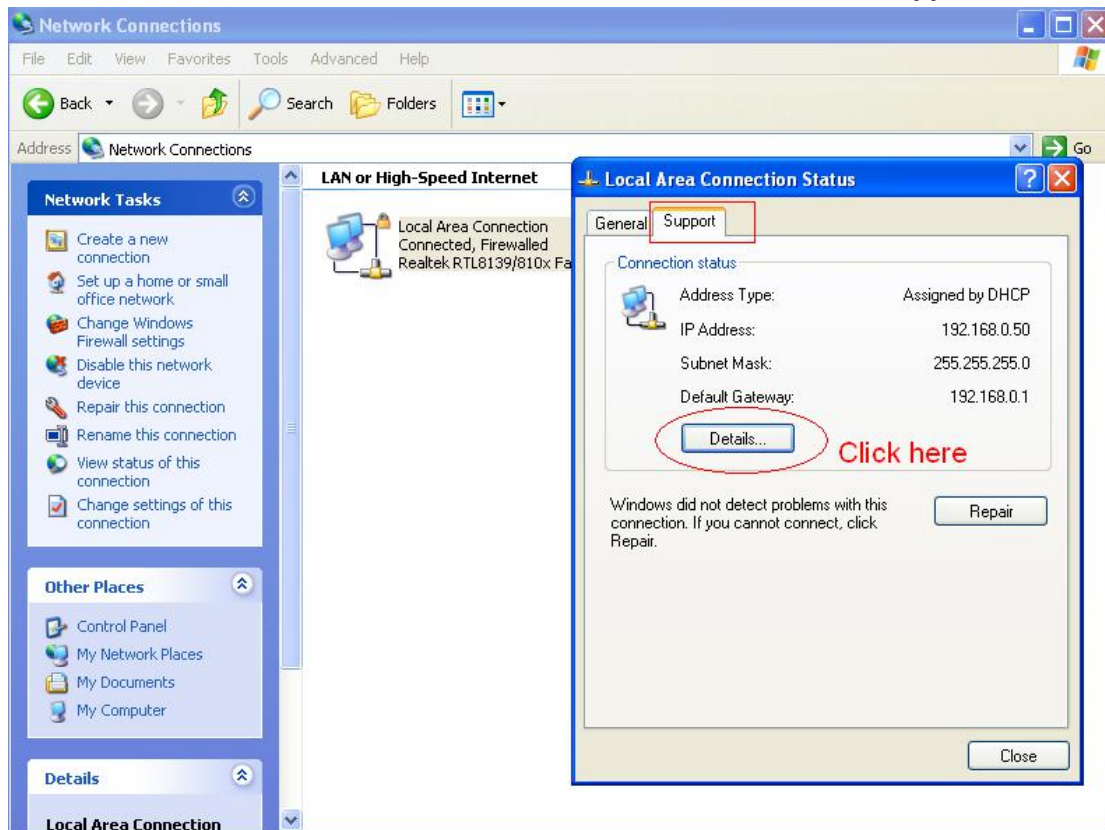 Network Connections
File Edit View Favorites Tools Advanced Help
Back Search Folders
Address Network Connections Go
Network Tasks
Create a new
connection
Set up a home or small
office network
Change Windows
Firewall settings
Disable this network
device
Repair this connection
Rename this connection
View status of this
connection
Change settings of this
connection
Other Places
Control Panel
My Network Places
My Documents
My Computer
Details
Local Area Connection
LAN or High-Speed Internet
Local Area Connection
Connected, Firewalled
Realtek RTL8139/810x Fa
Local Area Connection Status
General Support
Connection status
Address Type: Assigned by DHCP
IP Address: 192.168.0.50
Subnet Mask: 255.255.255.0
Default Gateway: 192.168.0.1
Details...
Click here
Windows did not detect problems with this
connection. If you cannot connect, click
Repair.
Repair
Close